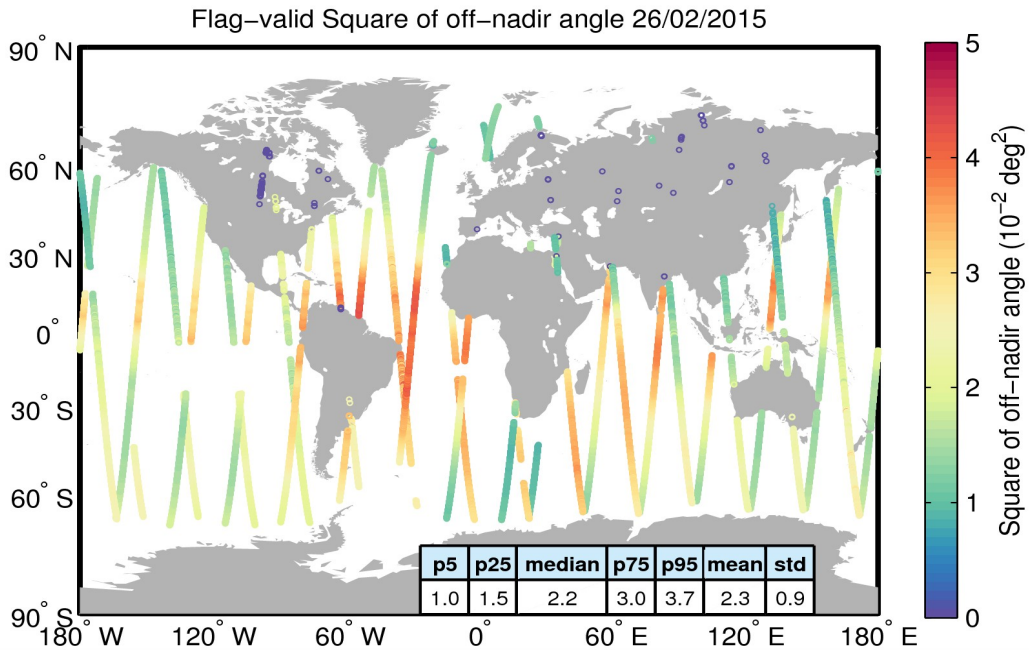 Flag−valid Square of off−nadir angle 26/02/2015
90° N
60° N
30° N
0°
30° S
60° S
90° S
180° W
120° W
60° W
0°
60° E
120° E
180° E
p5 p25 median p75 p95 mean std
1.0 1.5 2.2 3.0 3.7 2.3 0.9
5
4
3
2
1
0
Square of off−nadir angle (10⁻² deg²)